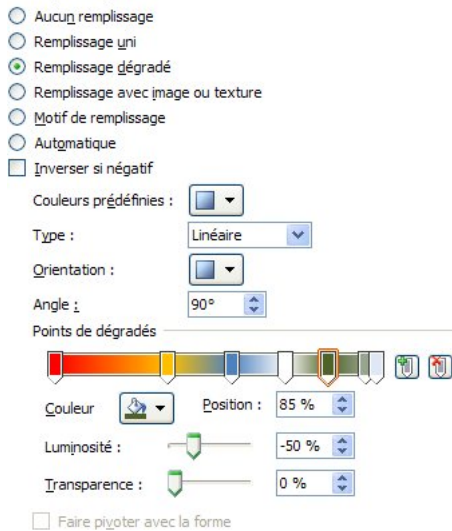 Aucun remplissage
Remplissage uni
Remplissage dégradé
Remplissage avec image ou texture
Motif de remplissage
Automatique
Inverser si négatif
Couleurs prédéfinies :
Type : Linéaire
Orientation :
Angle : 90°
Points de dégradés
Couleur Position : 85 %
Luminosité : -50 %
Transparence : 0 %
Faire pivoter avec la forme